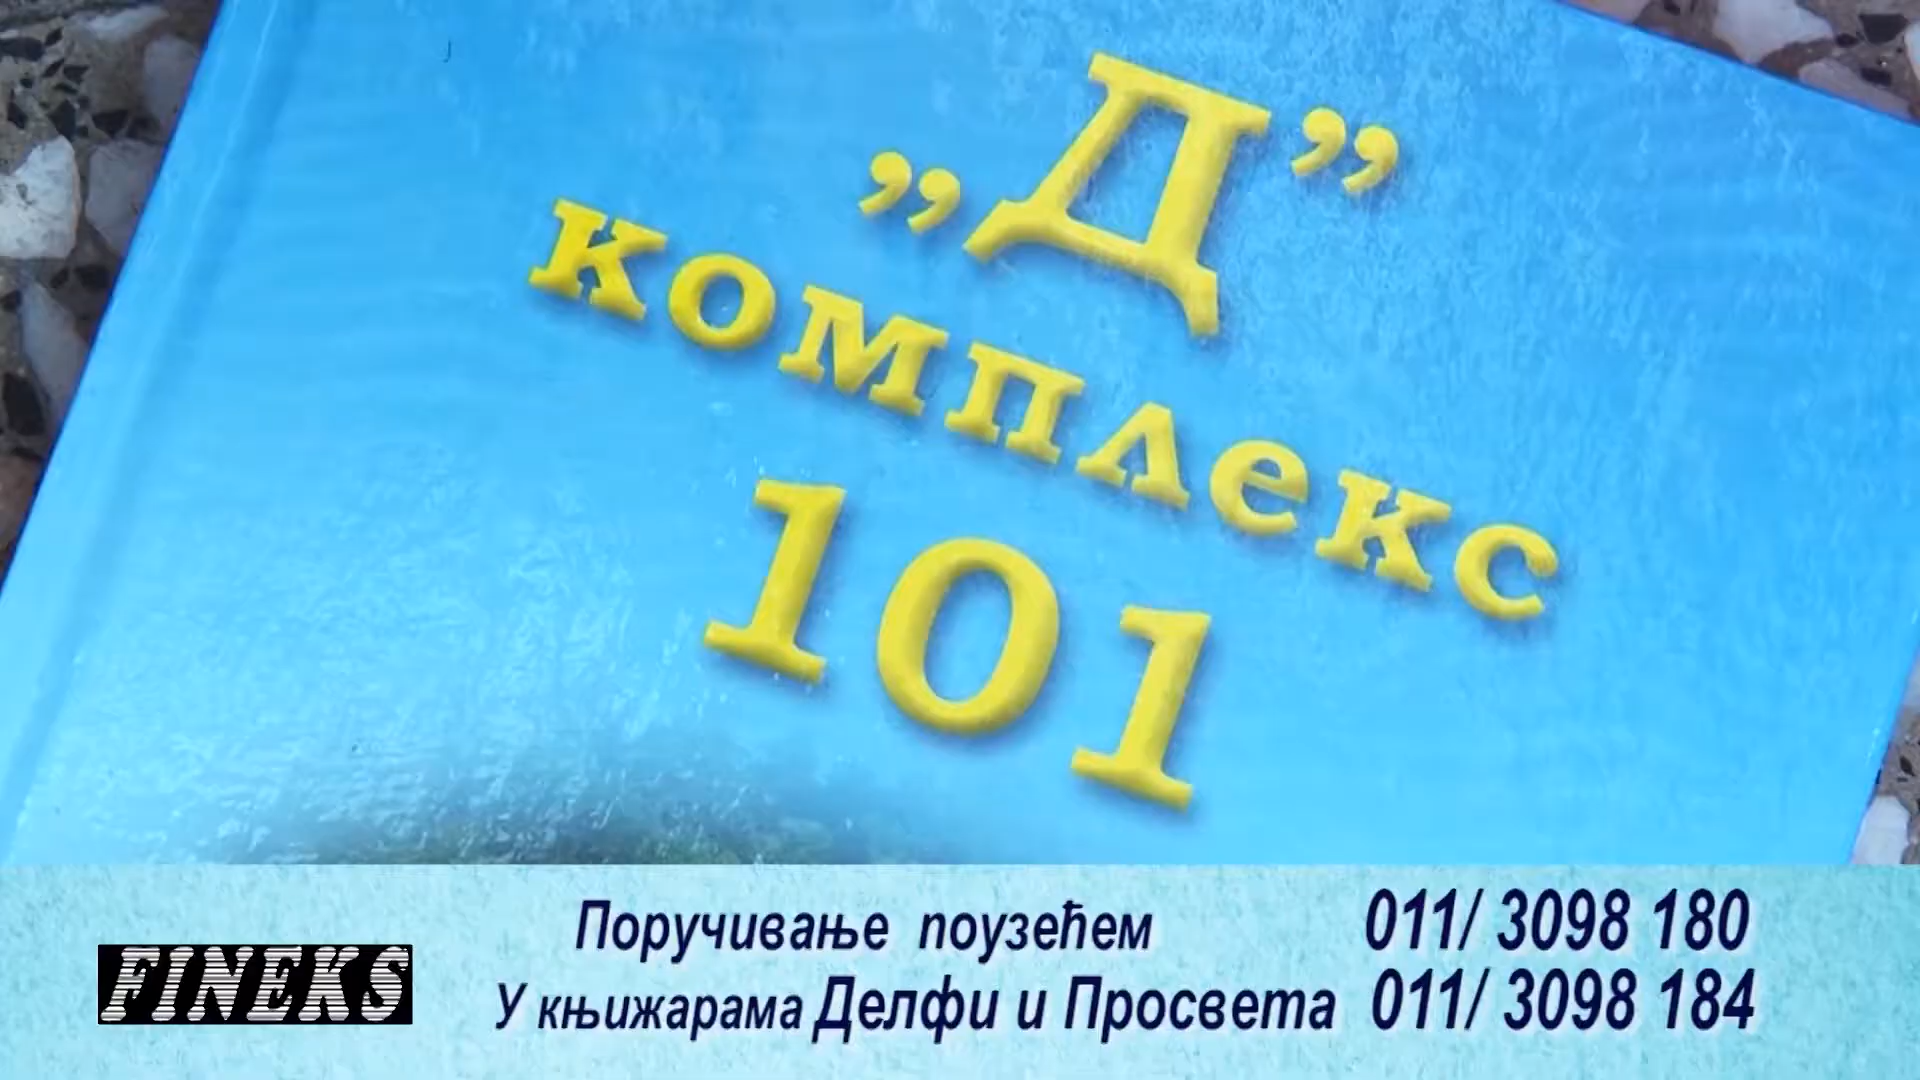 „Д”
комплекс
101
FINEKS
Поручивање поузећем 011/ 3098 180
У књижарама Делфи и Просвета 011/ 3098 184